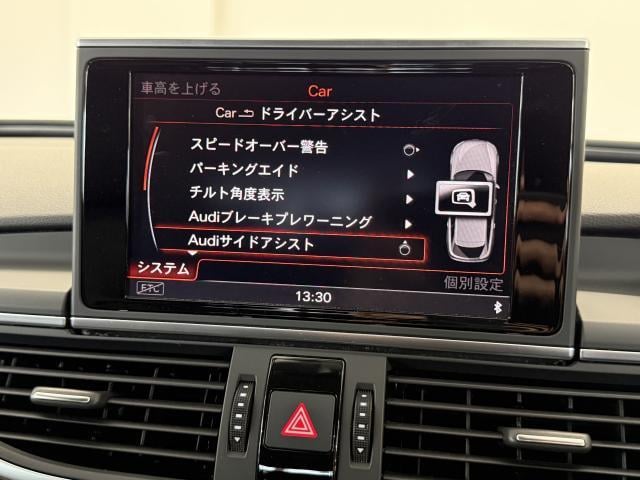 車高を上げる
Car
Car ドライバーアシスト
スピードオーバー警告
パーキングエイド
チルト角度表示
Audiブレーキプレワーニング
Audiサイドアシスト
システム
個別設定
ETC
13:30